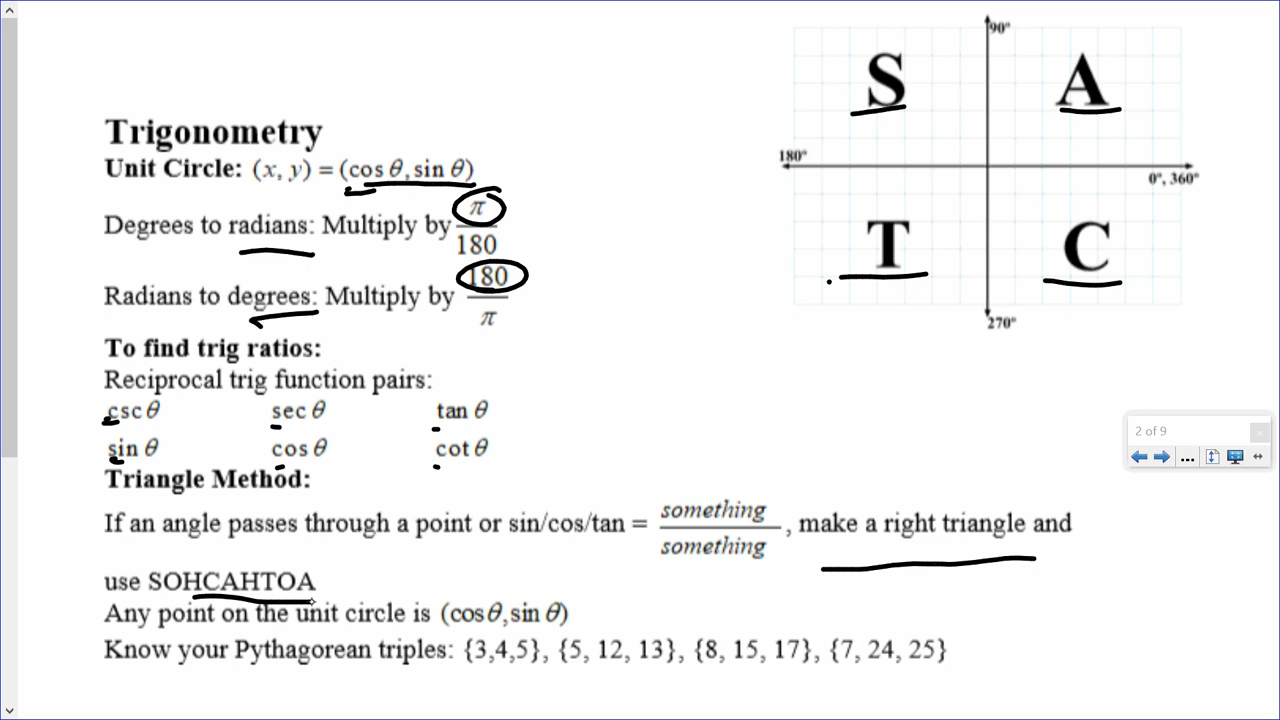 90°
S A
180°
0°, 360°
T C
270°
Trigonometry
Unit Circle: (x, y) = (cos θ, sin θ)
Degrees to radians: Multiply by π/180
Radians to degrees: Multiply by 180/π
To find trig ratios:
Reciprocal trig function pairs:
csc θ sec θ tan θ
sin θ cos θ cot θ
Triangle Method:
If an angle passes through a point or sin/cos/tan = something/something, make a right triangle and
use SOHCAHTOA
Any point on the unit circle is (cosθ, sin θ)
Know your Pythagorean triples: {3,4,5}, {5, 12, 13}, {8, 15, 17}, {7, 24, 25}
2 of 9